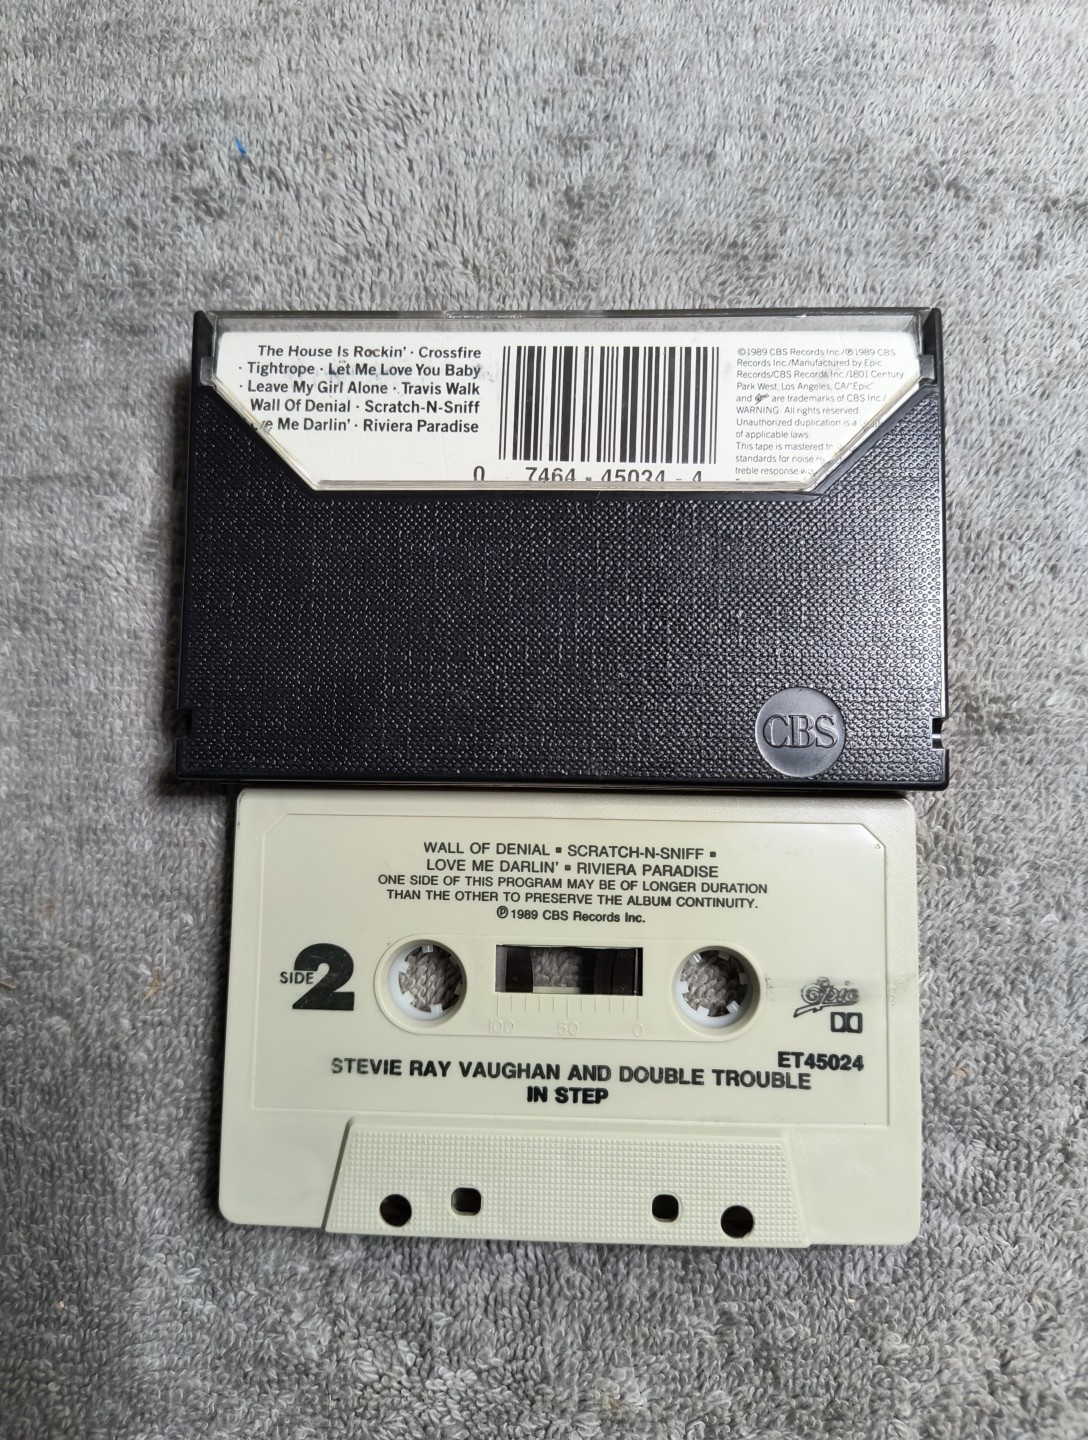 The House Is Rockin' · Crossfire
· Tightrope · Let Me Love You Baby
· Leave My Girl Alone · Travis Walk
Wall Of Denial · Scratch-N-Sniff
Me Darlin' · Riviera Paradise
0 7464-45024-4
©1989 CBS Records Inc./℗1989 CBS
Records Inc./Manufactured by Epic
Records/CBS Records Inc./1801 Century
Park West, Los Angeles, CA/"Epic"
and Epic are trademarks of CBS Inc./
WARNING: All rights reserved.
Unauthorized duplication is a
of applicable laws.
This tape is mastered
standards for noise
treble response
CBS
WALL OF DENIAL ▪ SCRATCH-N-SNIFF ▪
LOVE ME DARLIN' ▪ RIVIERA PARADISE
ONE SIDE OF THIS PROGRAM MAY BE OF LONGER DURATION
THAN THE OTHER TO PRESERVE THE ALBUM CONTINUITY.
℗1989 CBS Records Inc.
SIDE 2
100 50 0
Epic
ET45024
STEVIE RAY VAUGHAN AND DOUBLE TROUBLE
IN STEP